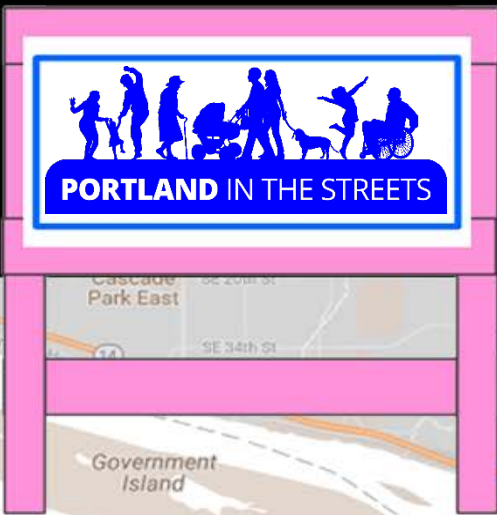 PORTLAND IN THE STREETS
Cascade
Park East
SE 20th St
14
SE 34th St
Government
Island